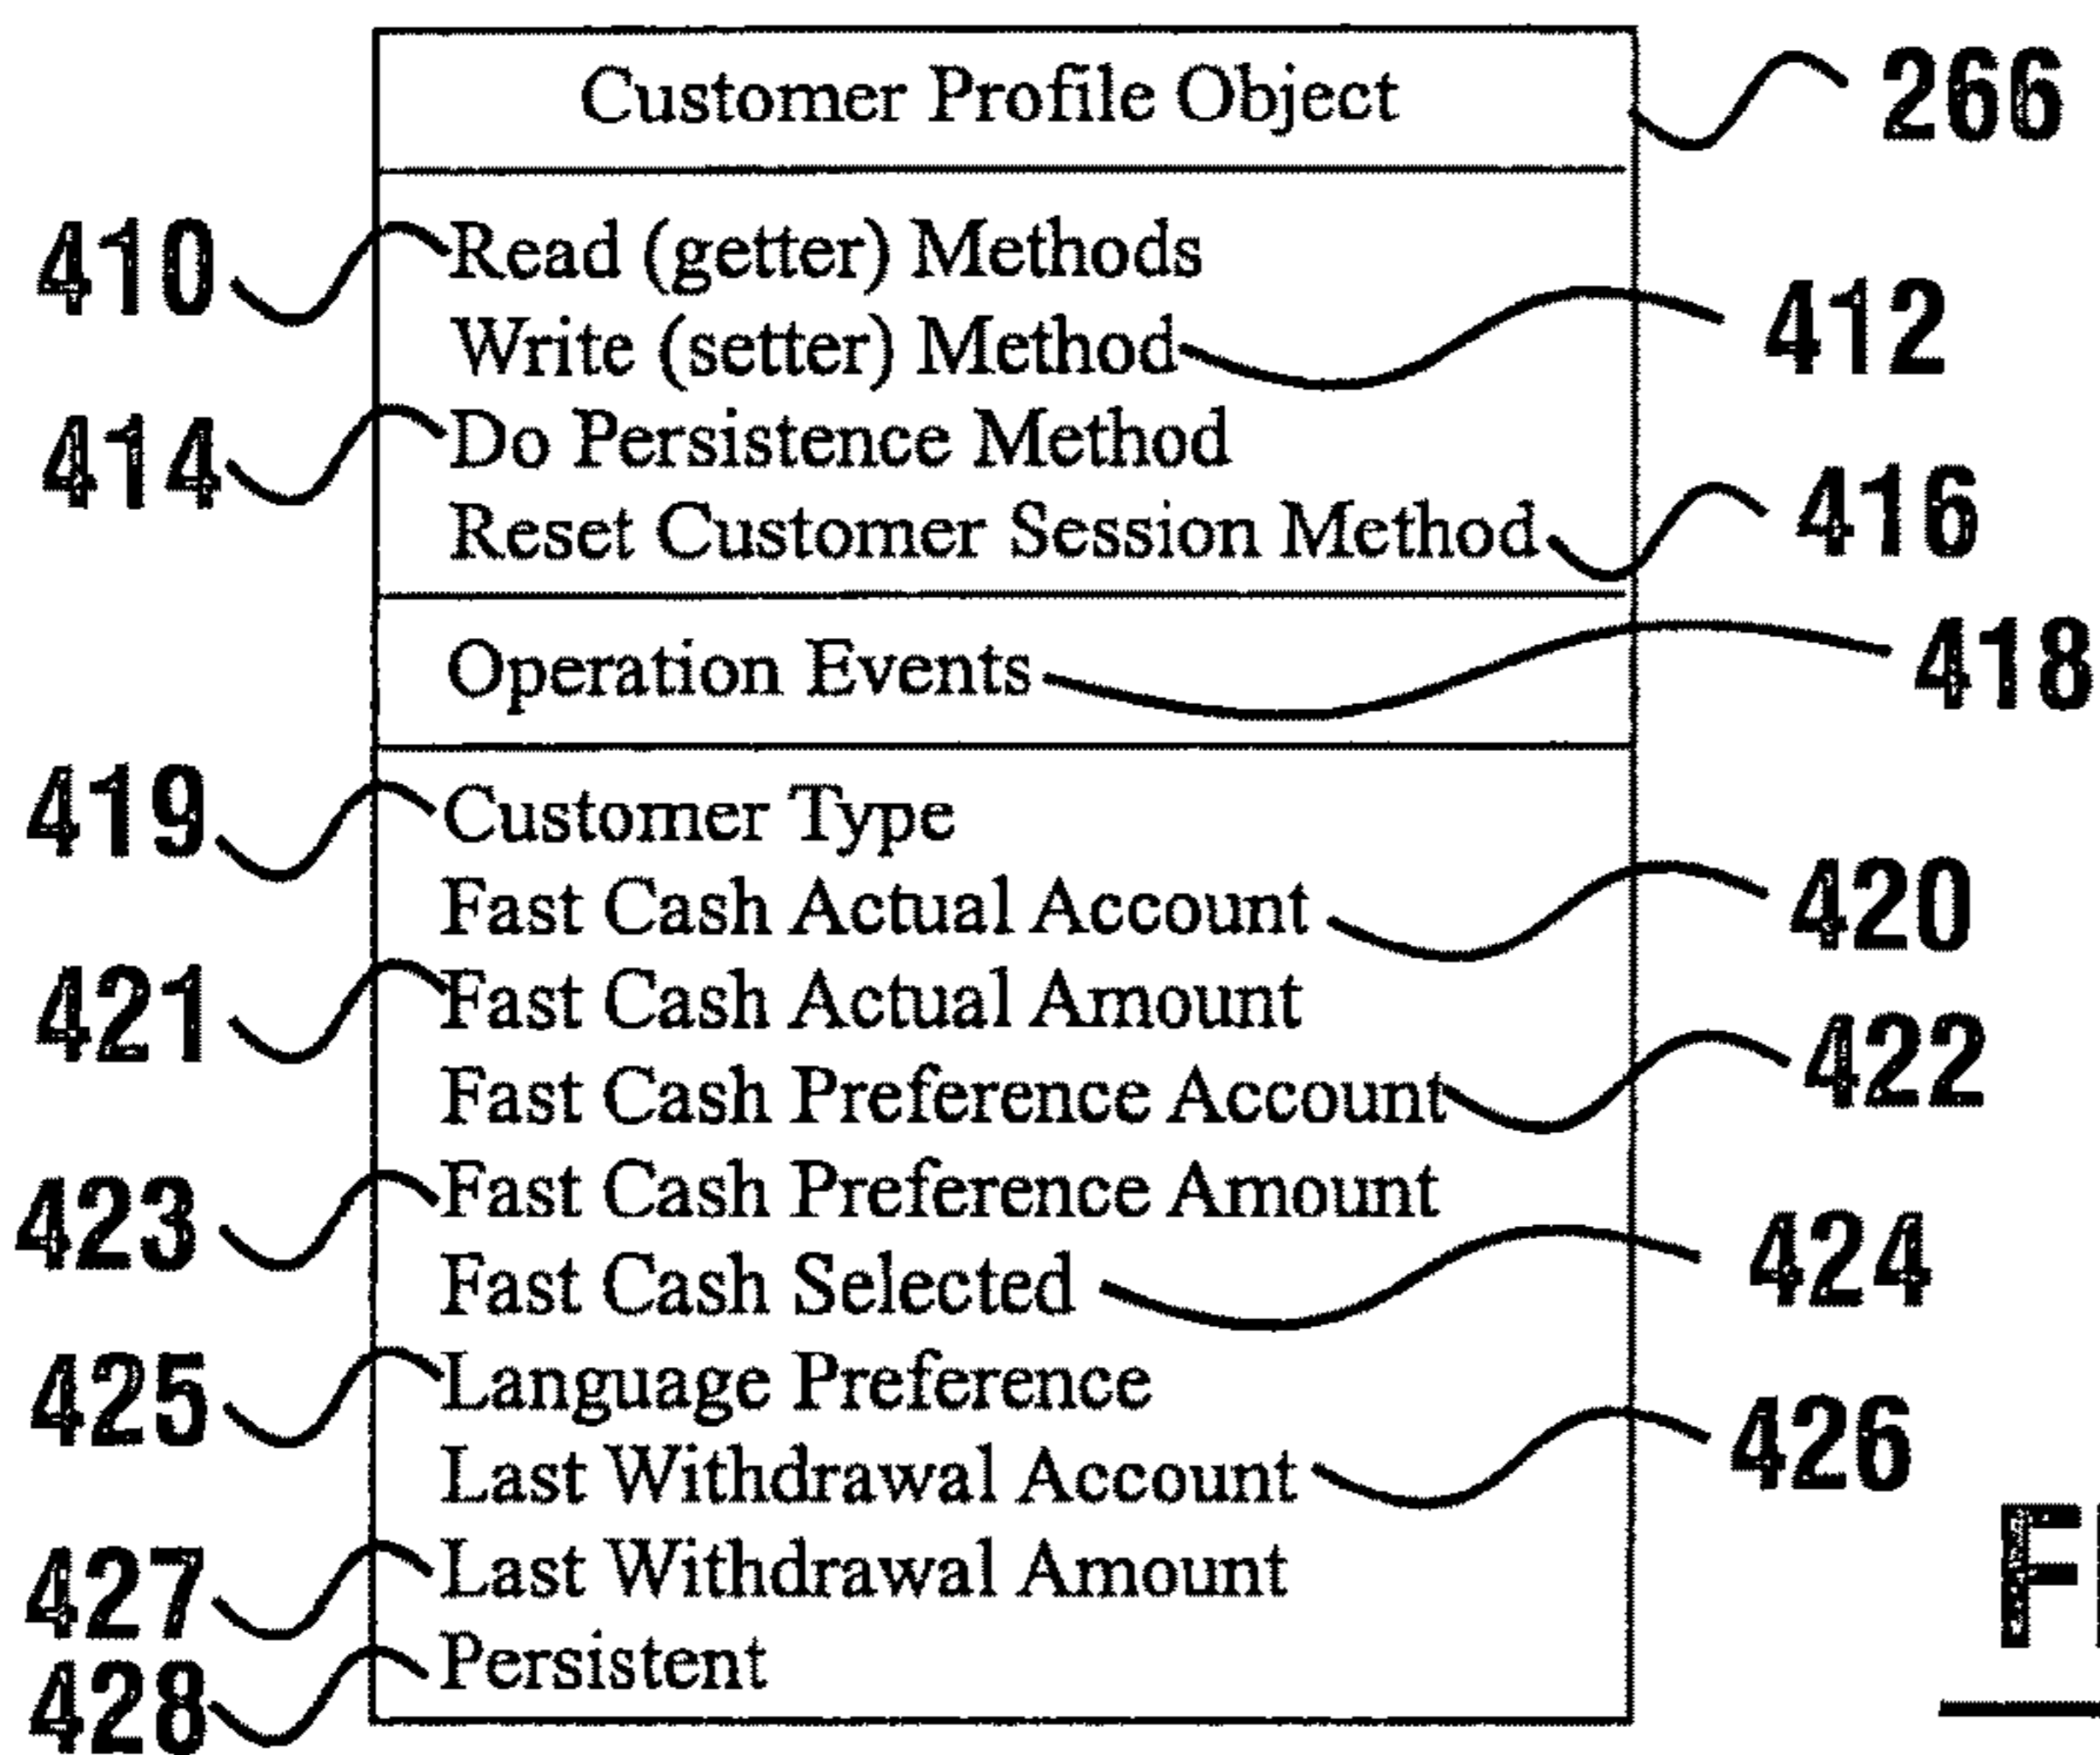 Customer Profile Object 266
410 Read (getter) Methods
Write (setter) Method 412
414 Do Persistence Method
Reset Customer Session Method 416
Operation Events 418
419 Customer Type
Fast Cash Actual Account 420
421 Fast Cash Actual Amount
Fast Cash Preference Account 422
423 Fast Cash Preference Amount
Fast Cash Selected 424
425 Language Preference
Last Withdrawal Account 426
427 Last Withdrawal Amount
428 Persistent